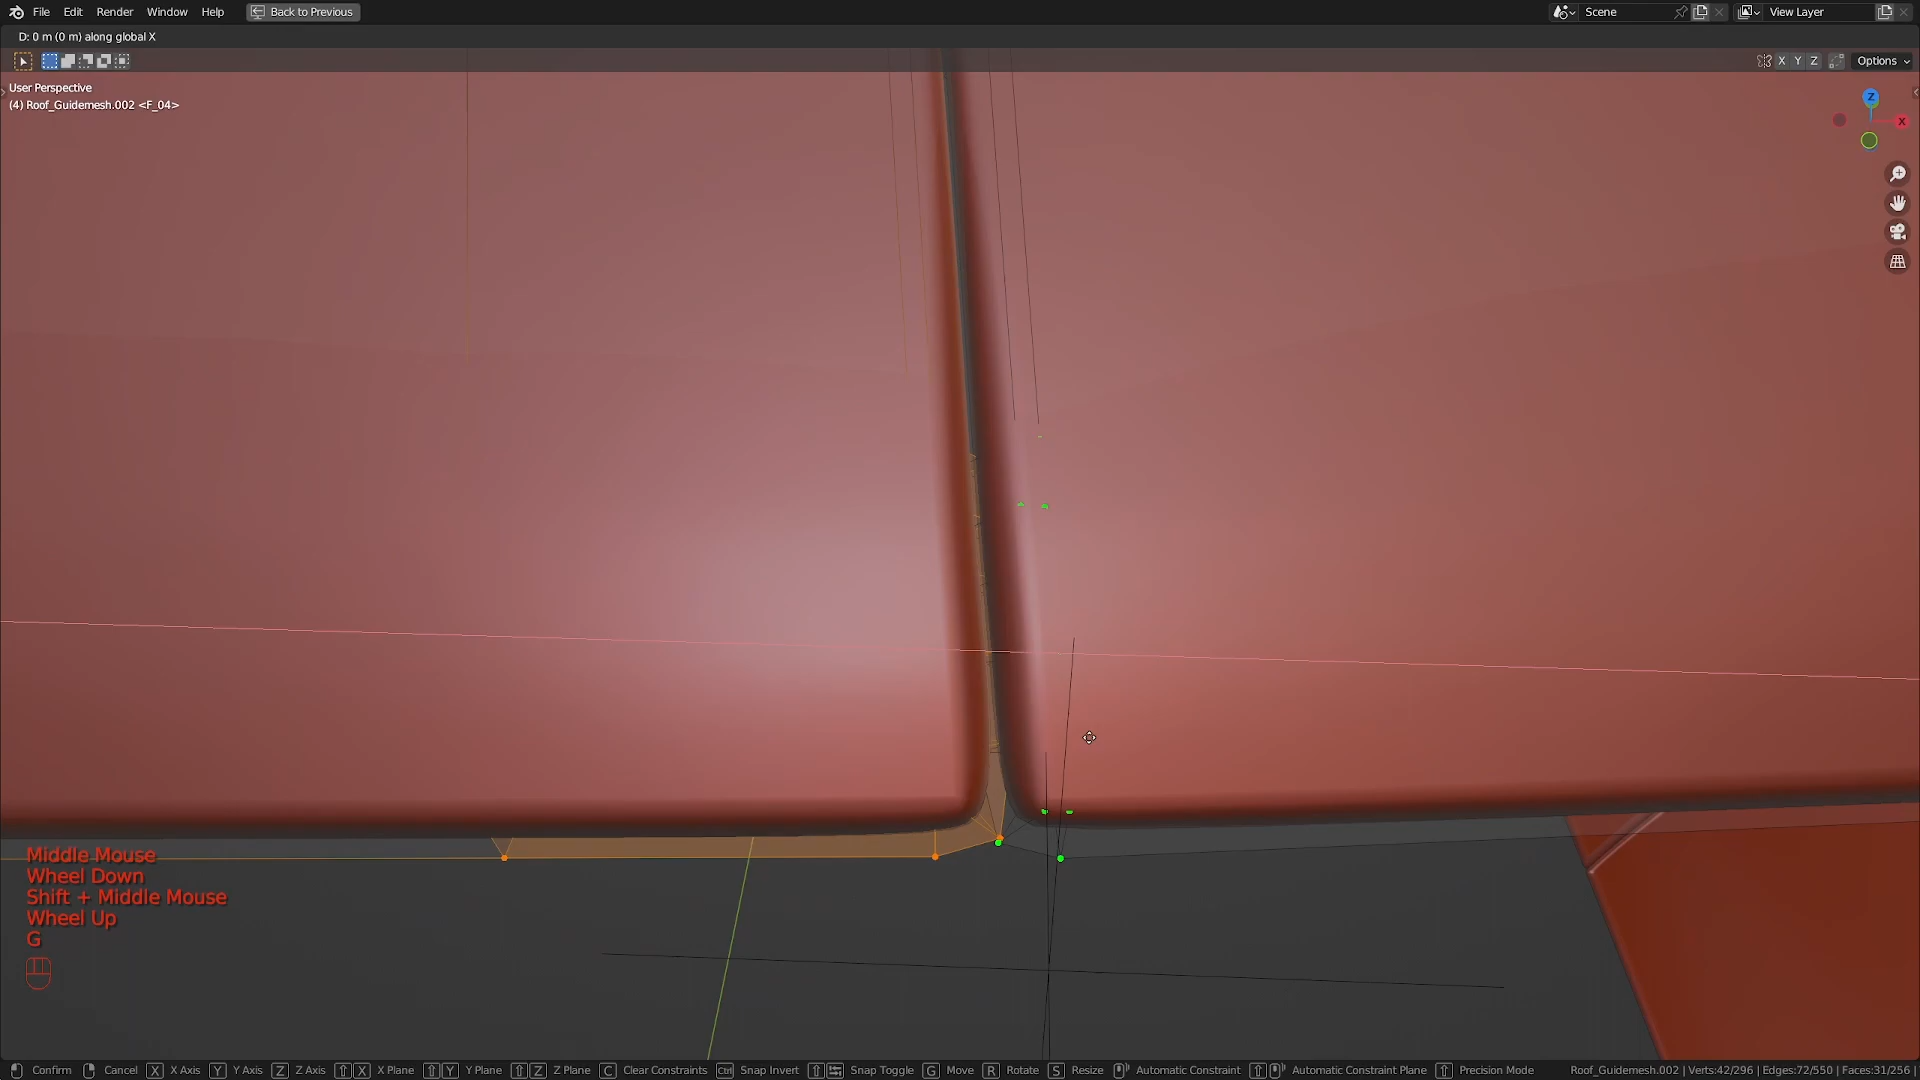 File Edit Render Window Help Back to Previous Scene View Layer
D: 0 m (0 m) along global X
X Y Z Options
User Perspective
(4) Roof_Guidemesh.002 <F_04>
Z
X
Middle Mouse
Wheel Down
Shift + Middle Mouse
Wheel Up
G
Confirm Cancel X X Axis Y Y Axis Z Z Axis X X Plane Y Y Plane Z Z Plane C Clear Constraints Ctrl Snap Invert Snap Toggle G Move R Rotate S Resize Automatic Constraint Automatic Constraint Plane Precision Mode Roof_Guidemesh.002 | Verts:42/296 | Edges:72/550 | Faces:31/256 |